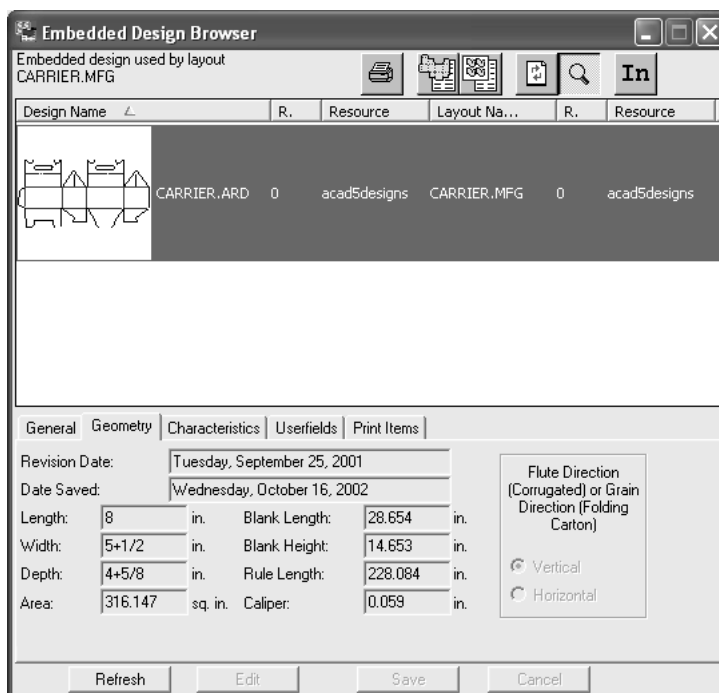 Embedded Design Browser
Embedded design used by layout
CARRIER.MFG
In
Design Name R. Resource Layout Na... R. Resource
CARRIER.ARD 0 acad5designs CARRIER.MFG 0 acad5designs
General Geometry Characteristics Userfields Print Items
Revision Date: Tuesday, September 25, 2001
Date Saved: Wednesday, October 16, 2002
Length: 8 in. Blank Length: 28.654 in.
Width: 5+1/2 in. Blank Height: 14.653 in.
Depth: 4+5/8 in. Rule Length: 228.084 in.
Area: 316.147 sq. in. Caliper: 0.059 in.
Flute Direction
(Corrugated) or Grain
Direction (Folding
Carton)
Vertical
Horizontal
Refresh Edit Save Cancel